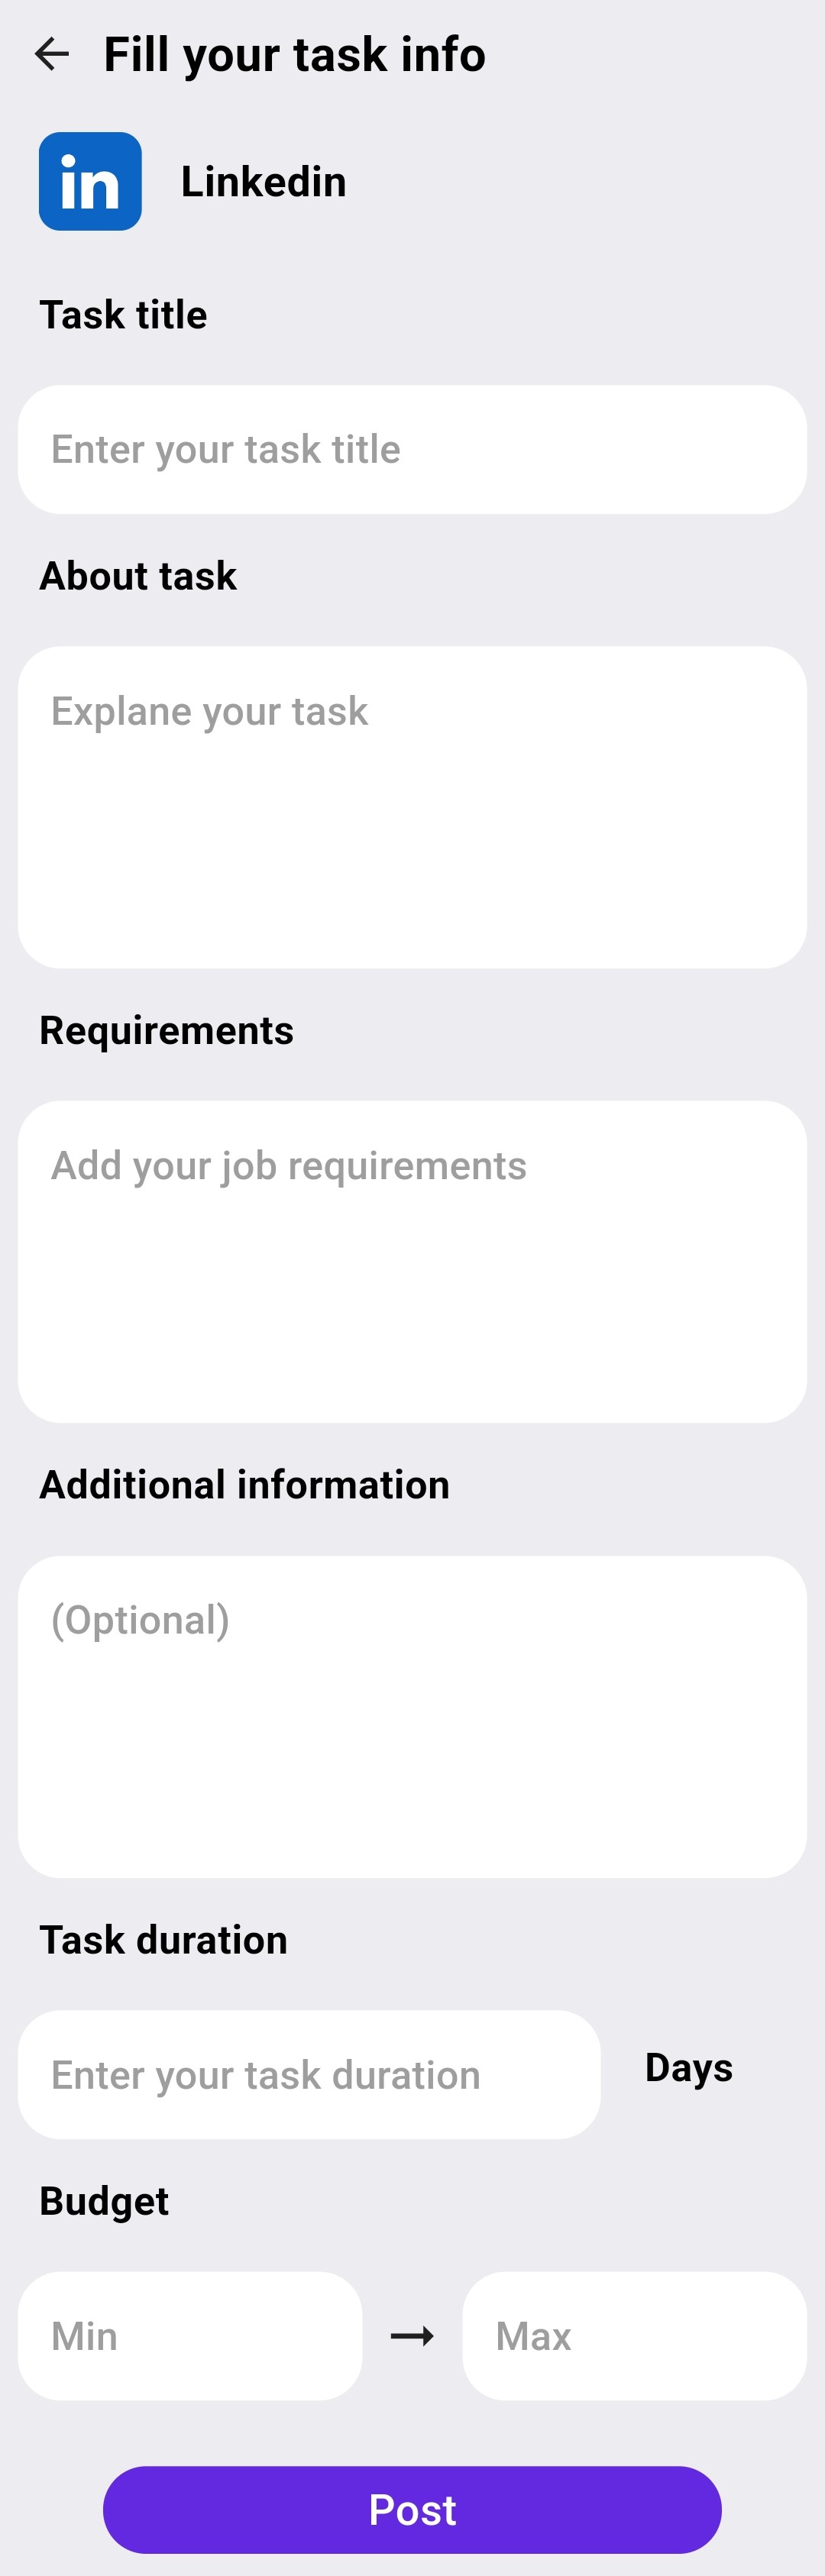 Fill your task info
in
Linkedin
Task title
Enter your task title
About task
Explane your task
Requirements
Add your job requirements
Additional information
(Optional)
Task duration
Enter your task duration
Days
Budget
Min
Max
Post